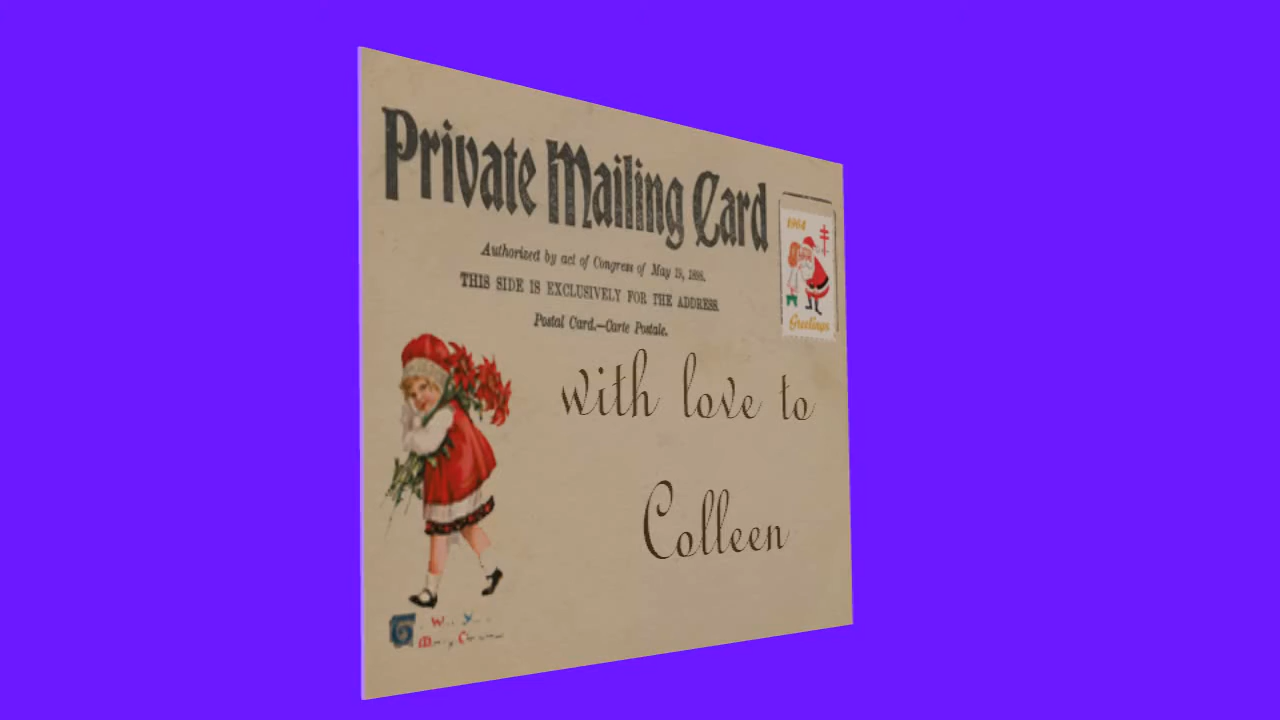 Private Mailing Card
Authorized by act of Congress of May 19, 1898.
THIS SIDE IS EXCLUSIVELY FOR THE ADDRESS.
Postal Card.—Carte Postale.
1964
Greetings
with love to
Colleen